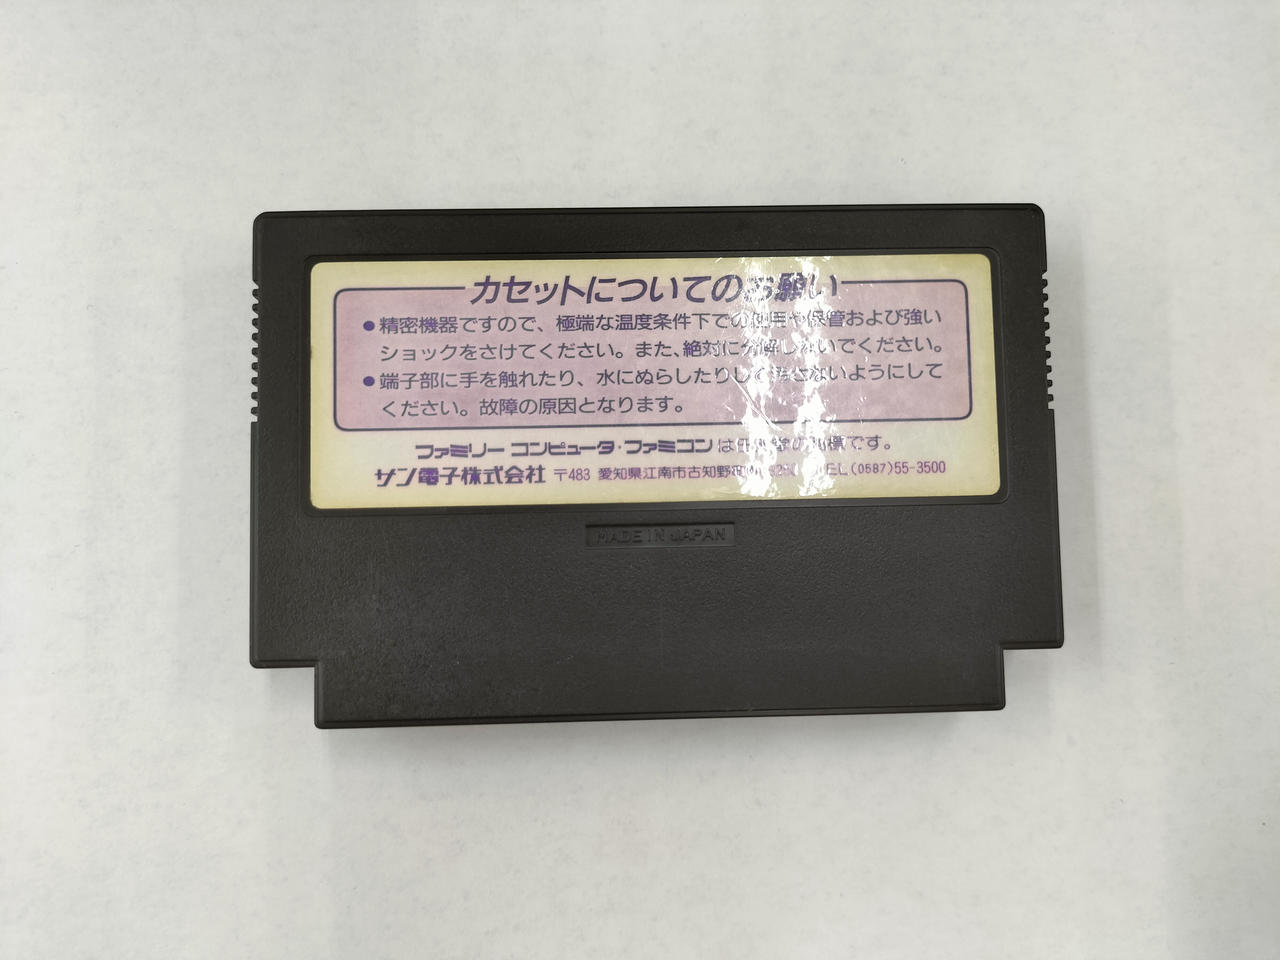 カセットについてのお願い
●精密機器ですので、極端な温度条件下での使用や保管および強い
ショックをさけてください。また、絶対に分解しないでください。
●端子部に手を触れたり、水にぬらしたりして汚さないようにして
ください。故障の原因となります。
ファミリーコンピュータ・ファミコンは任天堂の商標です。
サン電子株式会社 〒483 愛知県江南市古知野町 TEL(0587)55-3500
MADE IN JAPAN